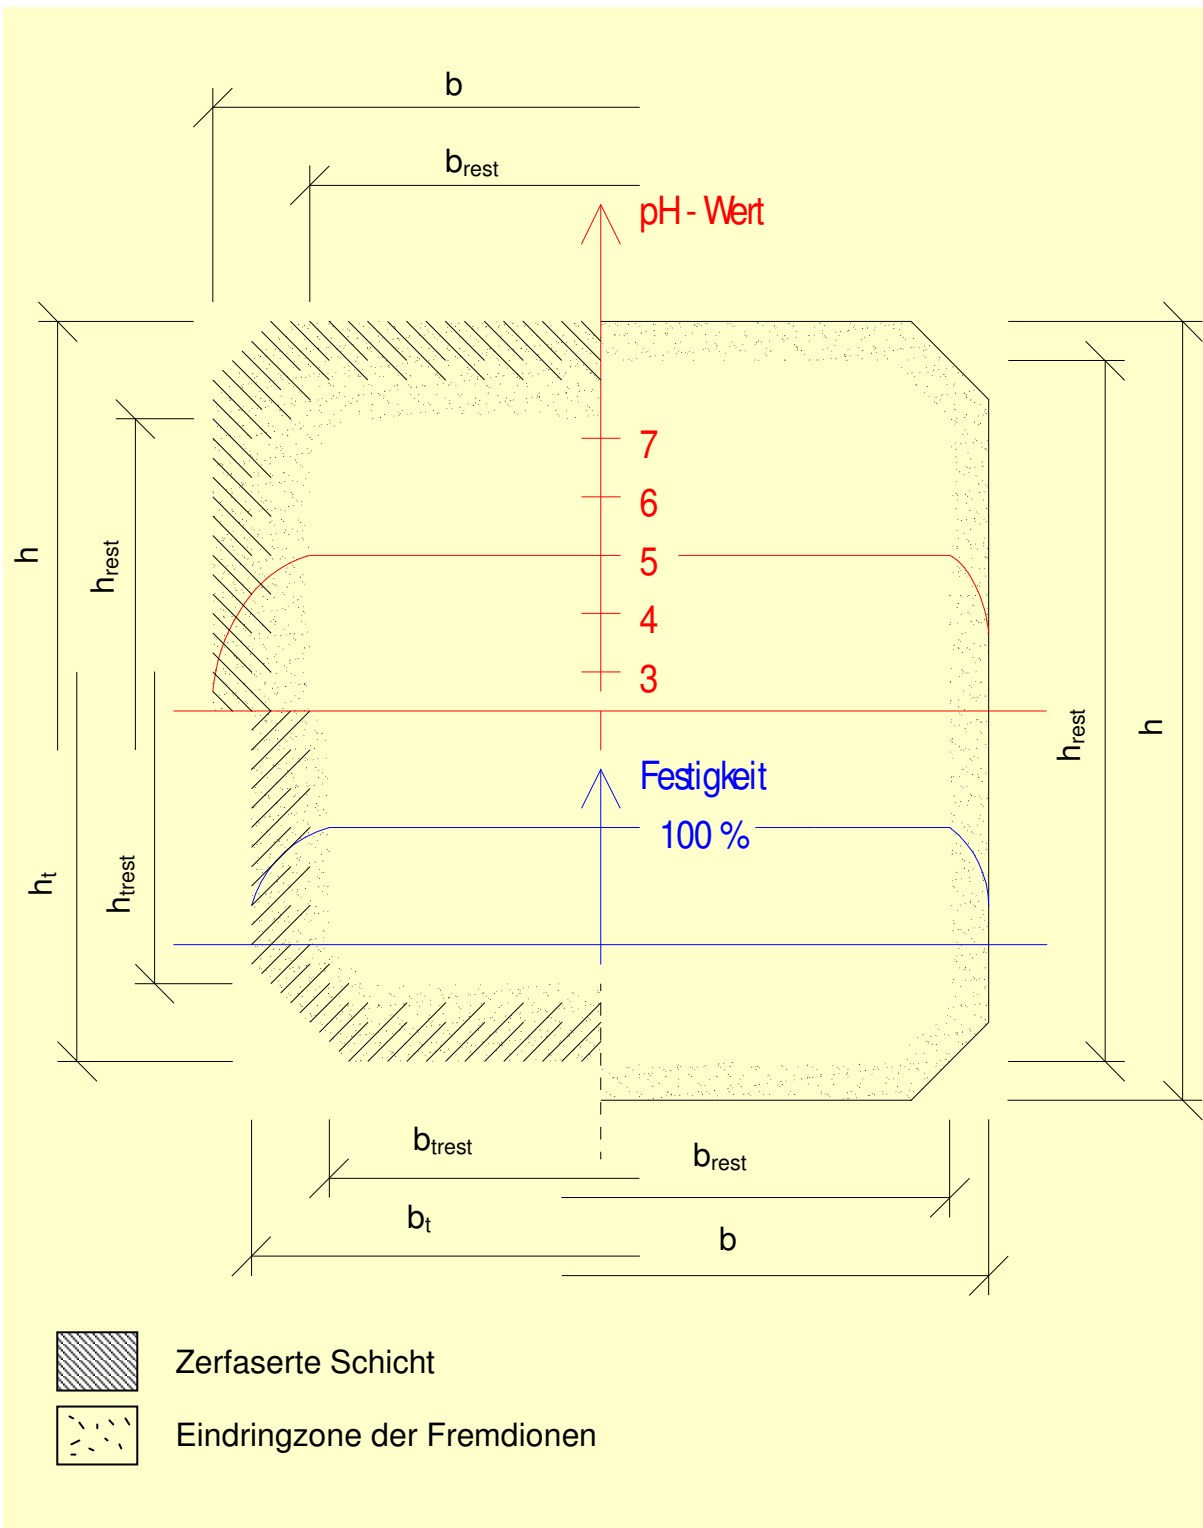 b
b_rest
pH - Wert
7
6
5
4
3
h
h_rest
h_rest
h
Festigkeit
100 %
h_t
h_trest
b_trest
b_rest
b_t
b
Zerfaserte Schicht
Eindringzone der Fremdionen